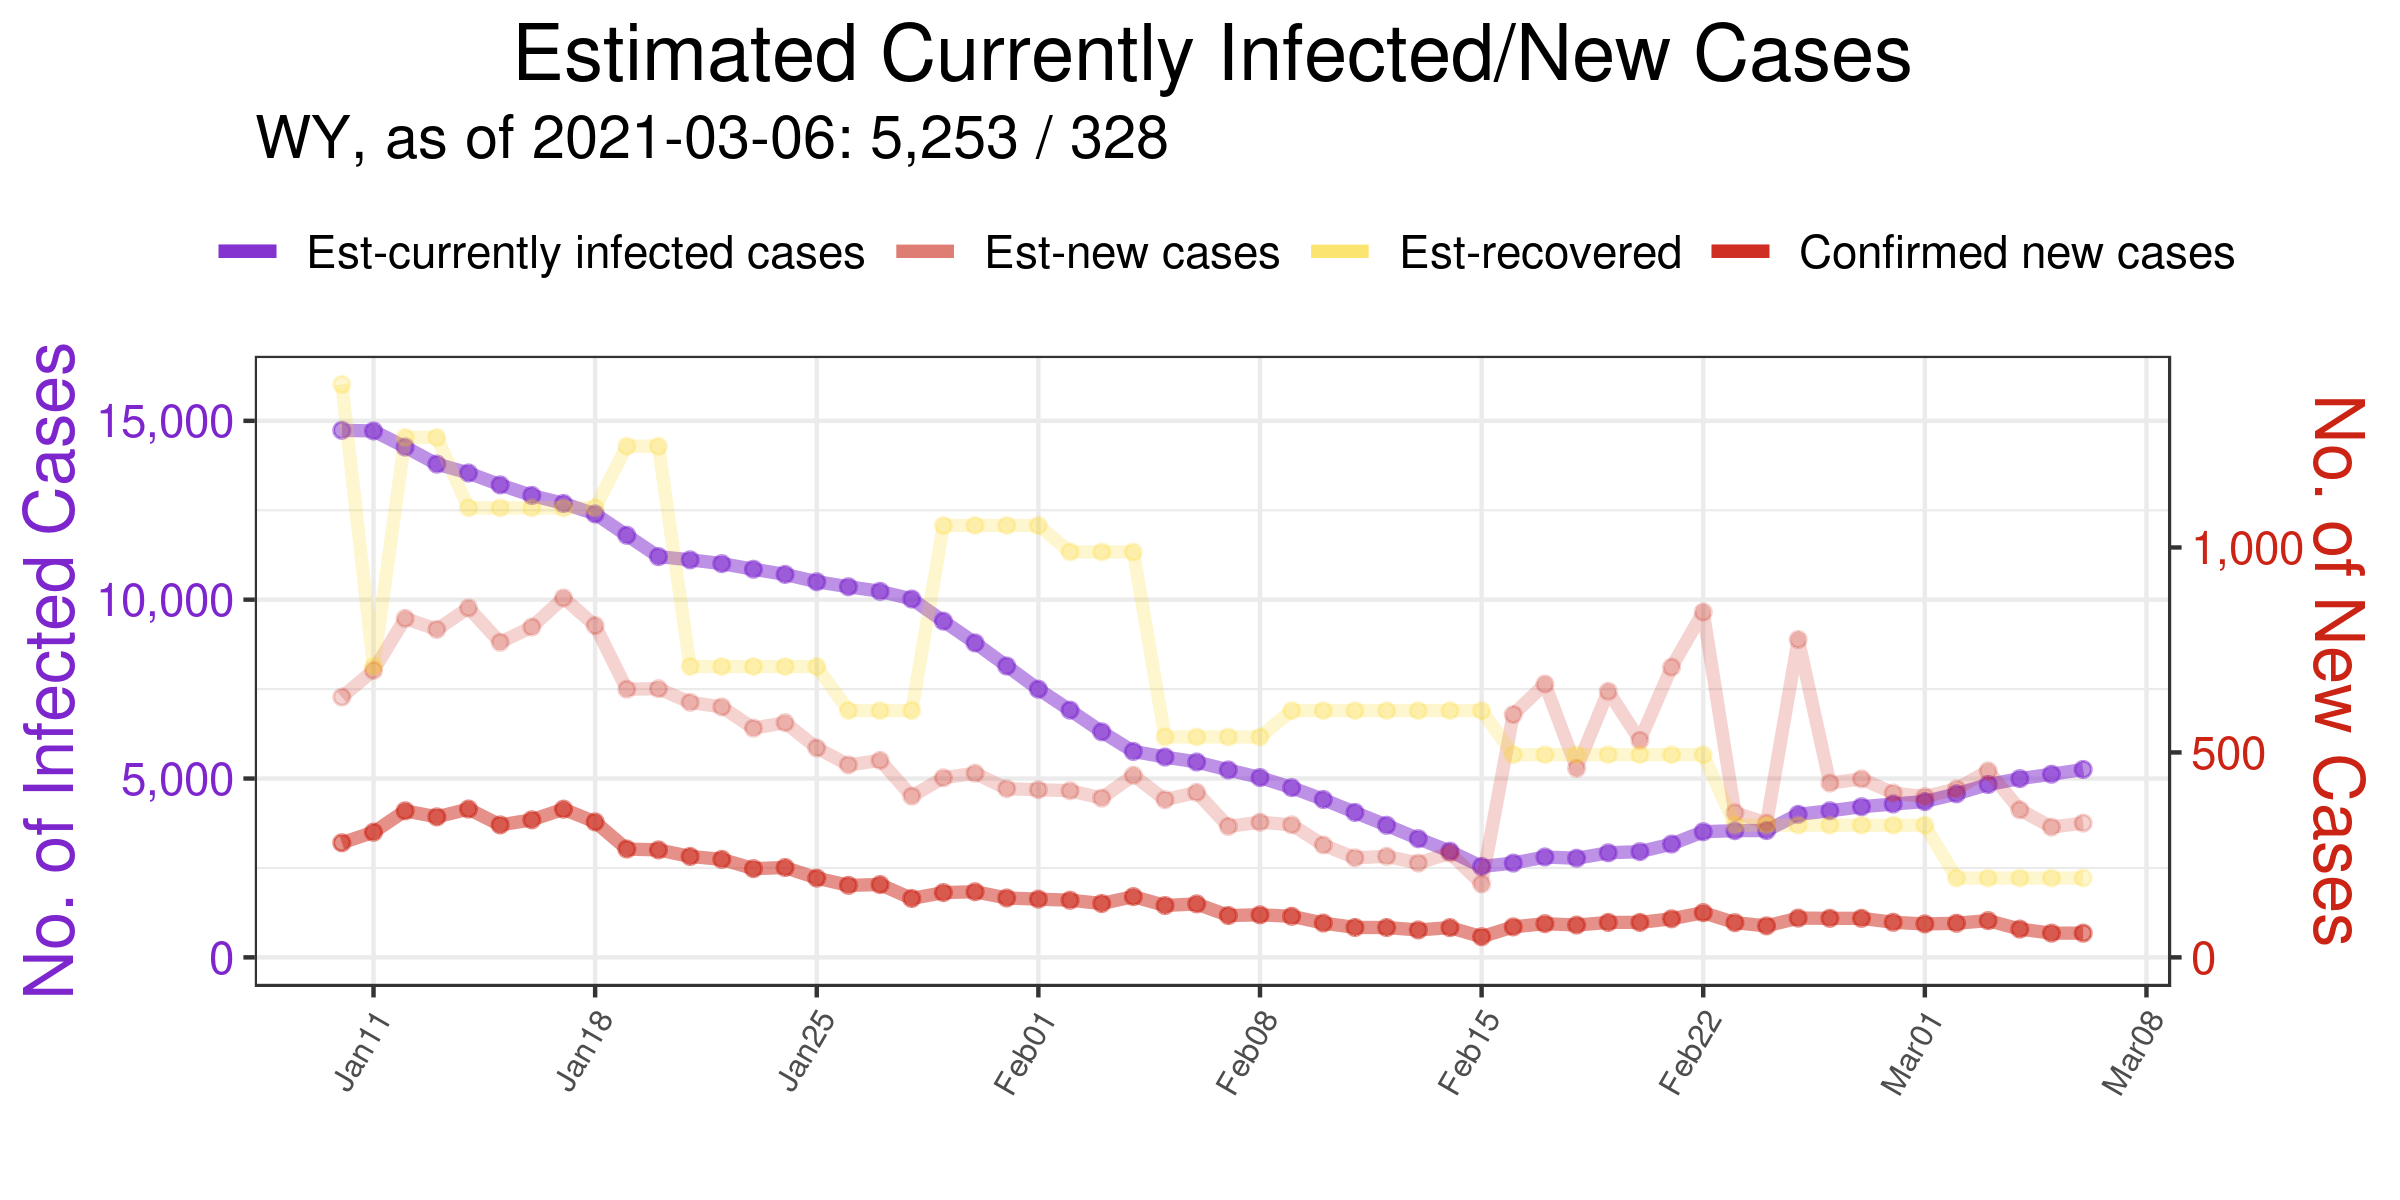 Estimated Currently Infected/New Cases
WY, as of 2021-03-06: 5,253 / 328
Est-currently infected cases
Est-new cases
Est-recovered
Confirmed new cases
No. of Infected Cases
15,000
10,000
5,000
0
No. of New Cases
1,000
500
0
Jan11
Jan18
Jan25
Feb01
Feb08
Feb15
Feb22
Mar01
Mar08